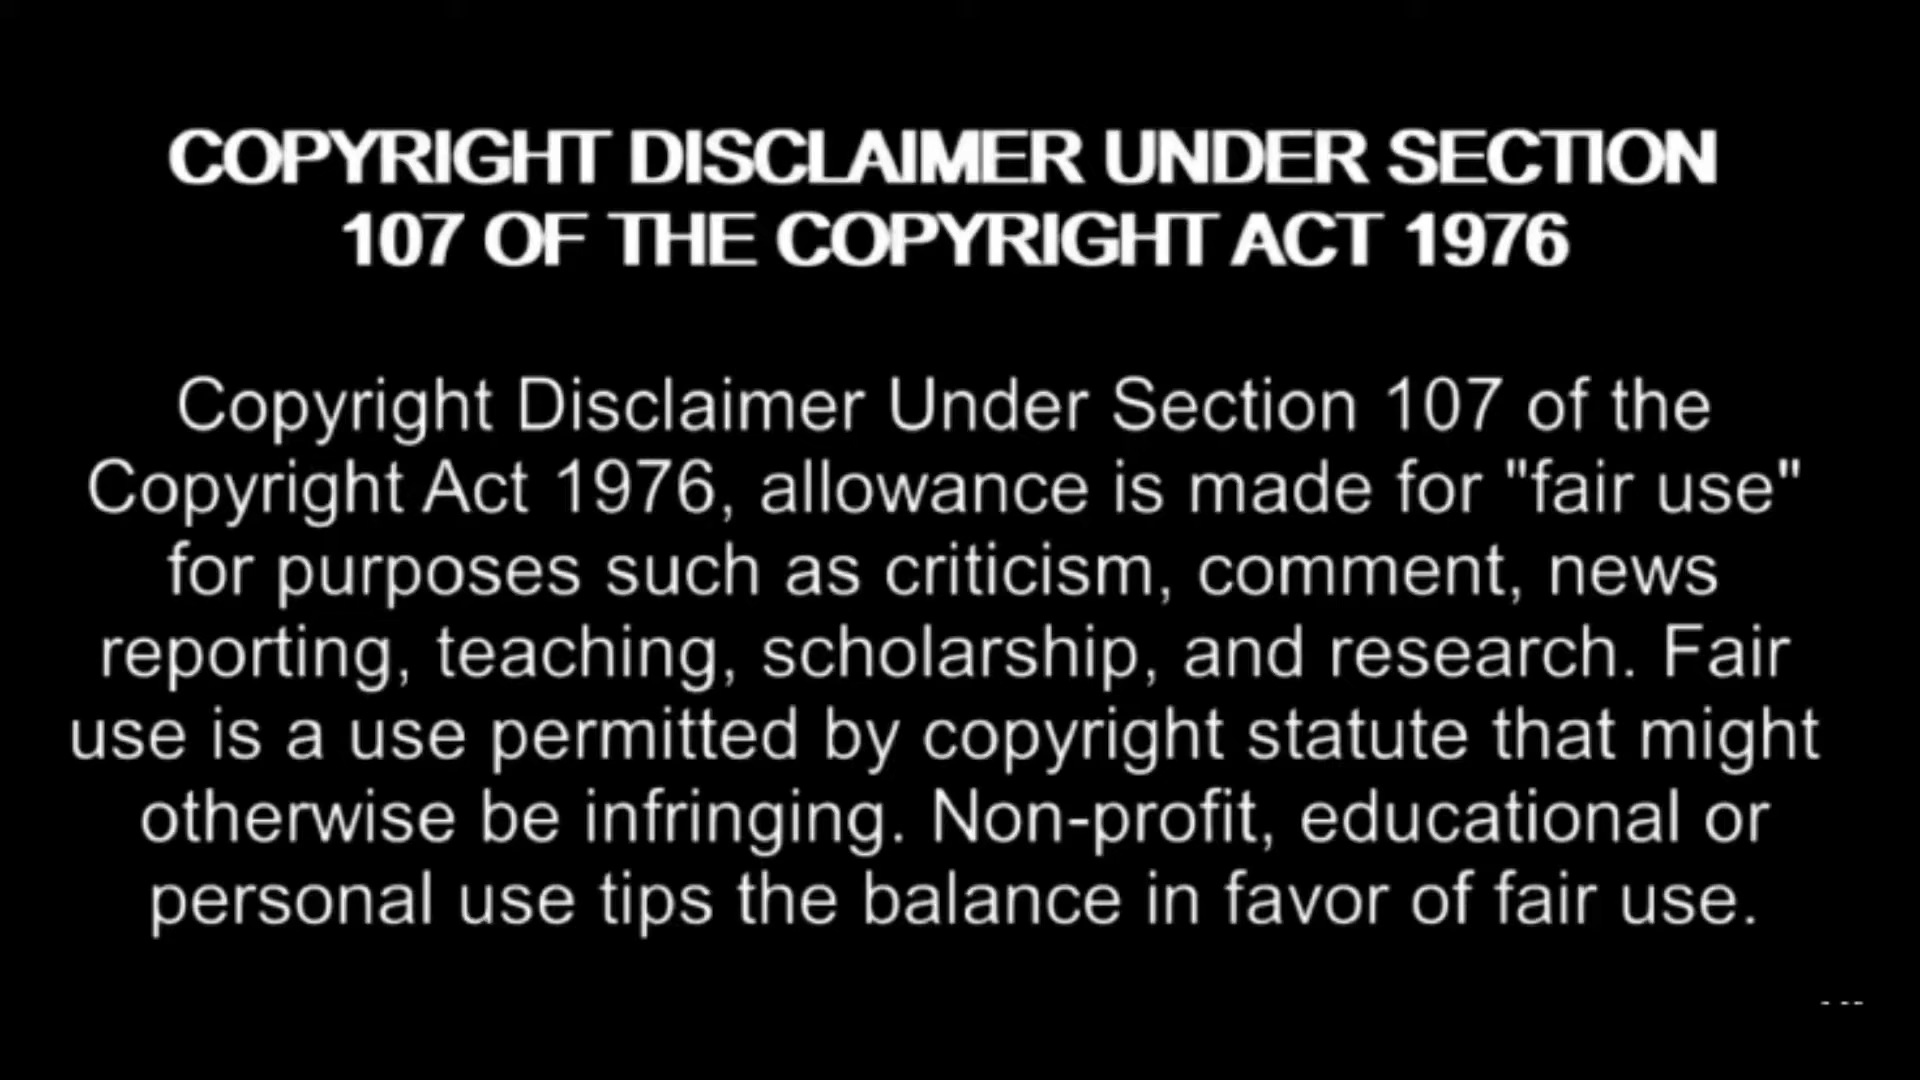 COPYRIGHT DISCLAIMER UNDER SECTION
107 OF THE COPYRIGHT ACT 1976
Copyright Disclaimer Under Section 107 of the
Copyright Act 1976, allowance is made for "fair use"
for purposes such as criticism, comment, news
reporting, teaching, scholarship, and research. Fair
use is a use permitted by copyright statute that might
otherwise be infringing. Non-profit, educational or
personal use tips the balance in favor of fair use.